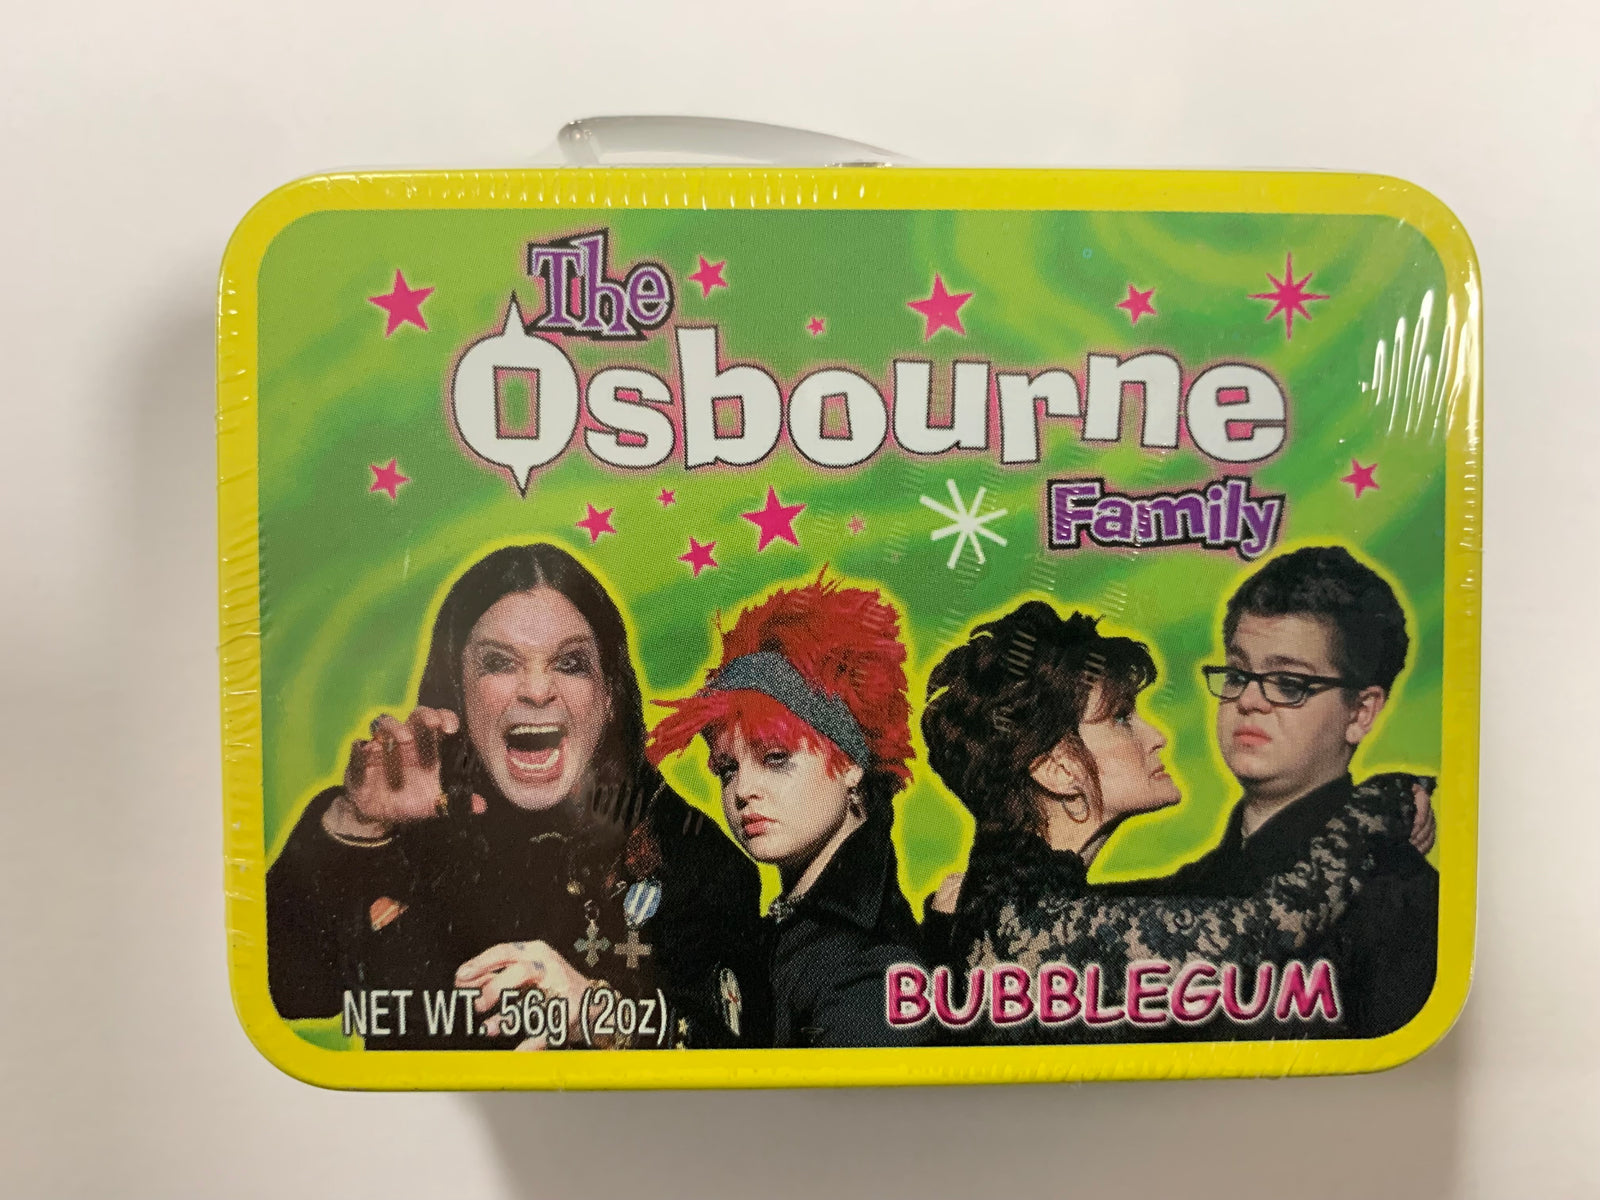 The
Osbourne
Family
BUBBLEGUM
NET WT. 56g (2oz)